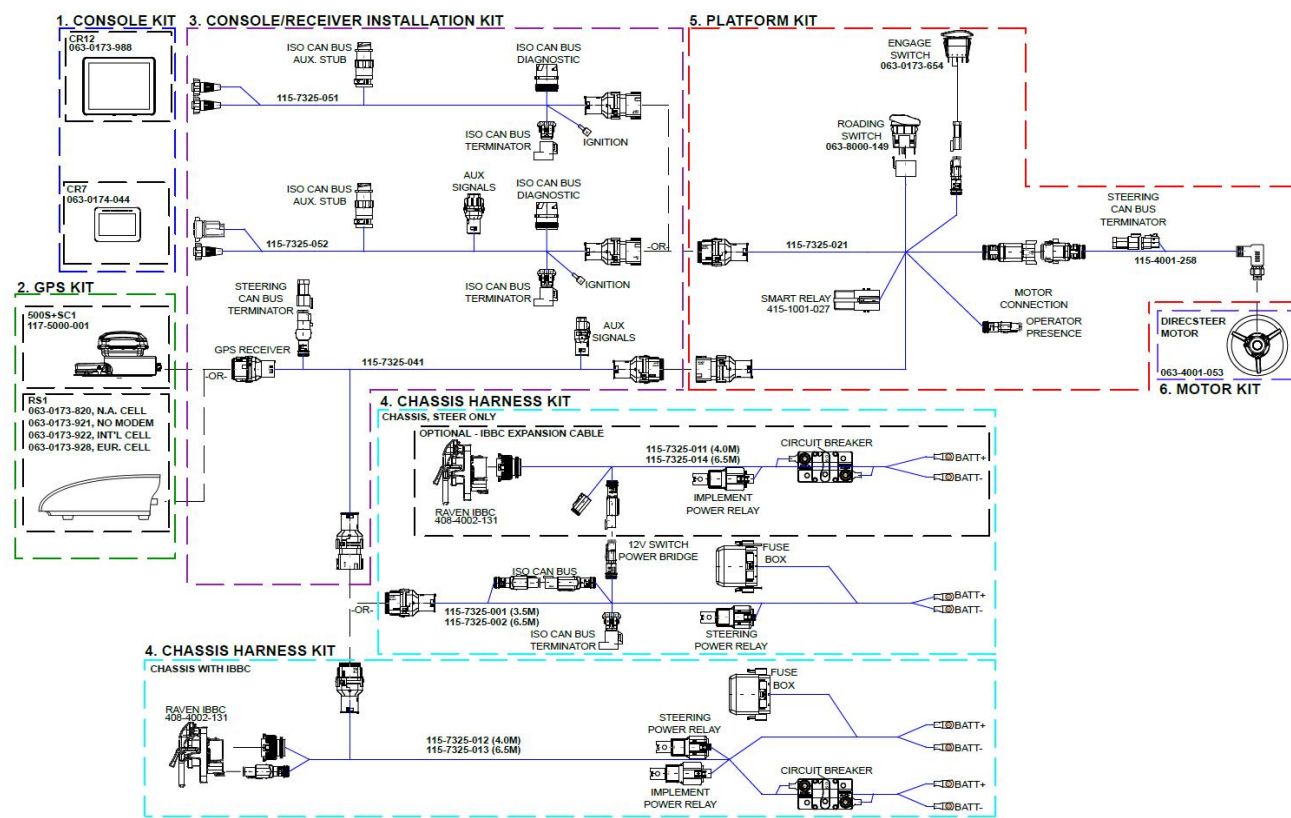 1. CONSOLE KIT
CR12
063-0173-988
CR7
063-0174-044
2. GPS KIT
500S+SC1
117-5000-001
RS1
063-0173-820, N.A. CELL
063-0173-921, NO MODEM
063-0173-922, INT'L CELL
063-0173-928, EUR. CELL
3. CONSOLE/RECEIVER INSTALLATION KIT
ISO CAN BUS
AUX. STUB
ISO CAN BUS
DIAGNOSTIC
115-7325-051
ISO CAN BUS
TERMINATOR
IGNITION
ISO CAN BUS
AUX. STUB
AUX
SIGNALS
ISO CAN BUS
DIAGNOSTIC
115-7325-052
-OR-
ISO CAN BUS
TERMINATOR
IGNITION
STEERING
CAN BUS
TERMINATOR
AUX
SIGNALS
GPS RECEIVER
-OR-
115-7325-041
5. PLATFORM KIT
ENGAGE
SWITCH
063-0173-654
ROADING
SWITCH
063-8000-149
STEERING
CAN BUS
TERMINATOR
115-7325-021
115-4001-258
SMART RELAY
415-1001-027
MOTOR
CONNECTION
OPERATOR
PRESENCE
DIRECSTEER
MOTOR
063-4001-053
6. MOTOR KIT
4. CHASSIS HARNESS KIT
CHASSIS, STEER ONLY
OPTIONAL - IBBC EXPANSION CABLE
115-7325-011 (4.0M)
115-7325-014 (6.5M)
CIRCUIT BREAKER
BATT+
BATT-
RAVEN IBBC
408-4002-131
IMPLEMENT
POWER RELAY
12V SWITCH
POWER BRIDGE
FUSE
BOX
ISO CAN BUS
-OR-
115-7325-001 (3.5M)
115-7325-002 (6.5M)
ISO CAN BUS
TERMINATOR
STEERING
POWER RELAY
BATT+
BATT-
4. CHASSIS HARNESS KIT
CHASSIS WITH IBBC
RAVEN IBBC
408-4002-131
115-7325-012 (4.0M)
115-7325-013 (6.5M)
STEERING
POWER RELAY
IMPLEMENT
POWER RELAY
FUSE
BOX
BATT+
BATT-
CIRCUIT BREAKER
BATT+
BATT-